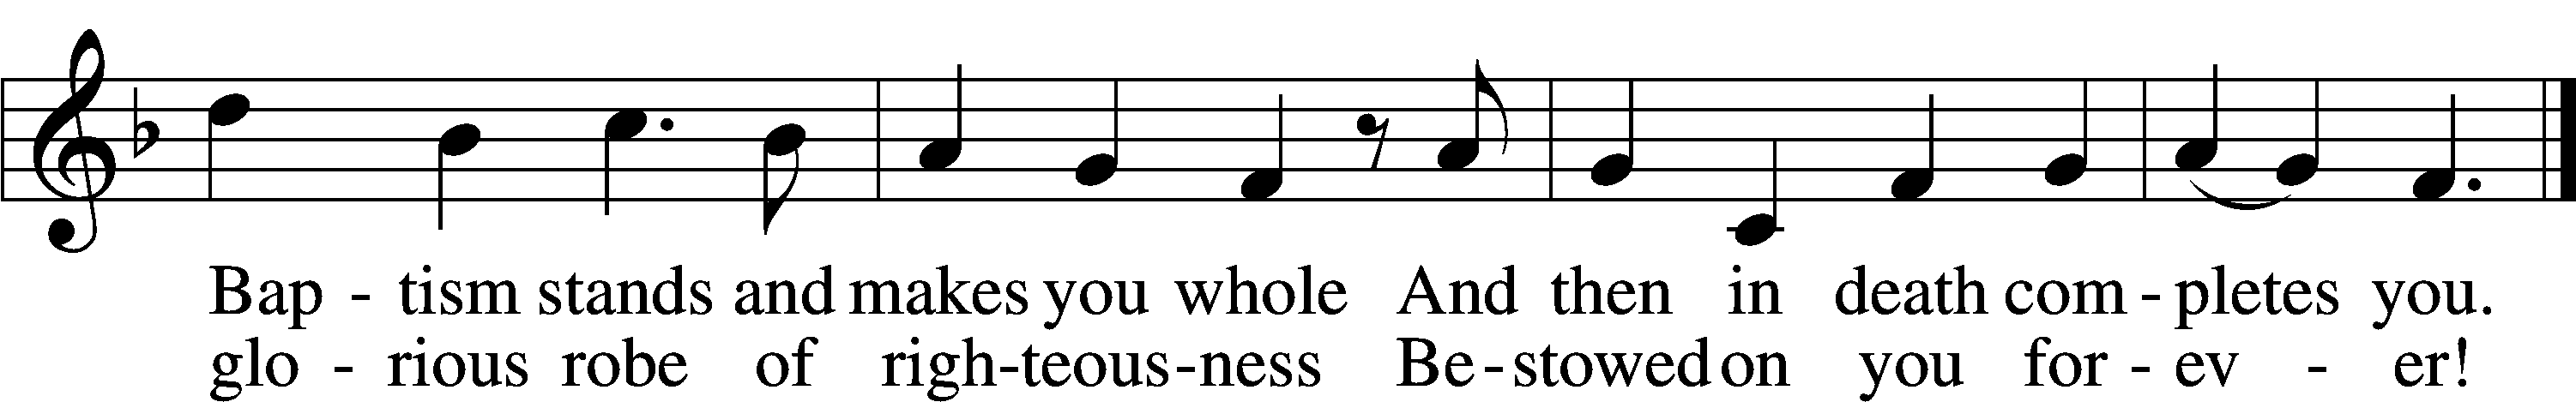 Bap - tism stands and makes you whole And then in death com - pletes you.
glo - rious robe of righ - teous - ness Be - stowed on you for - ev - er!